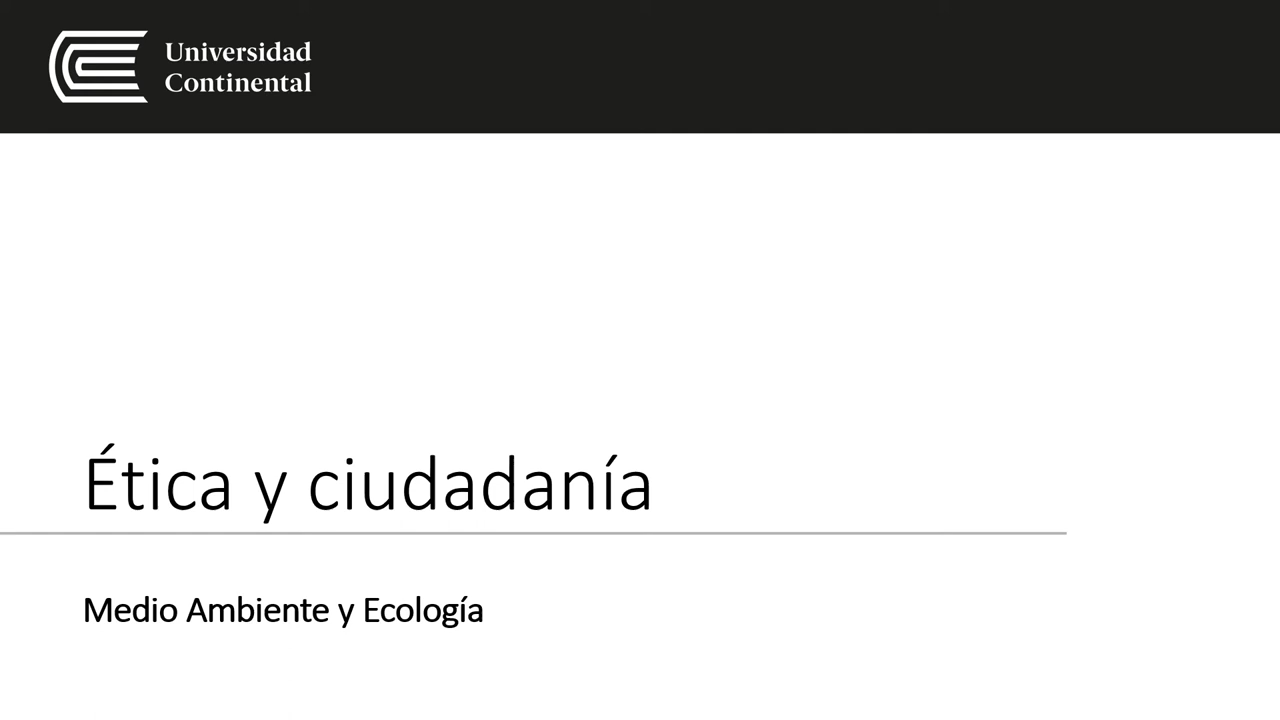 Universidad
Continental
Ética y ciudadanía
Medio Ambiente y Ecología